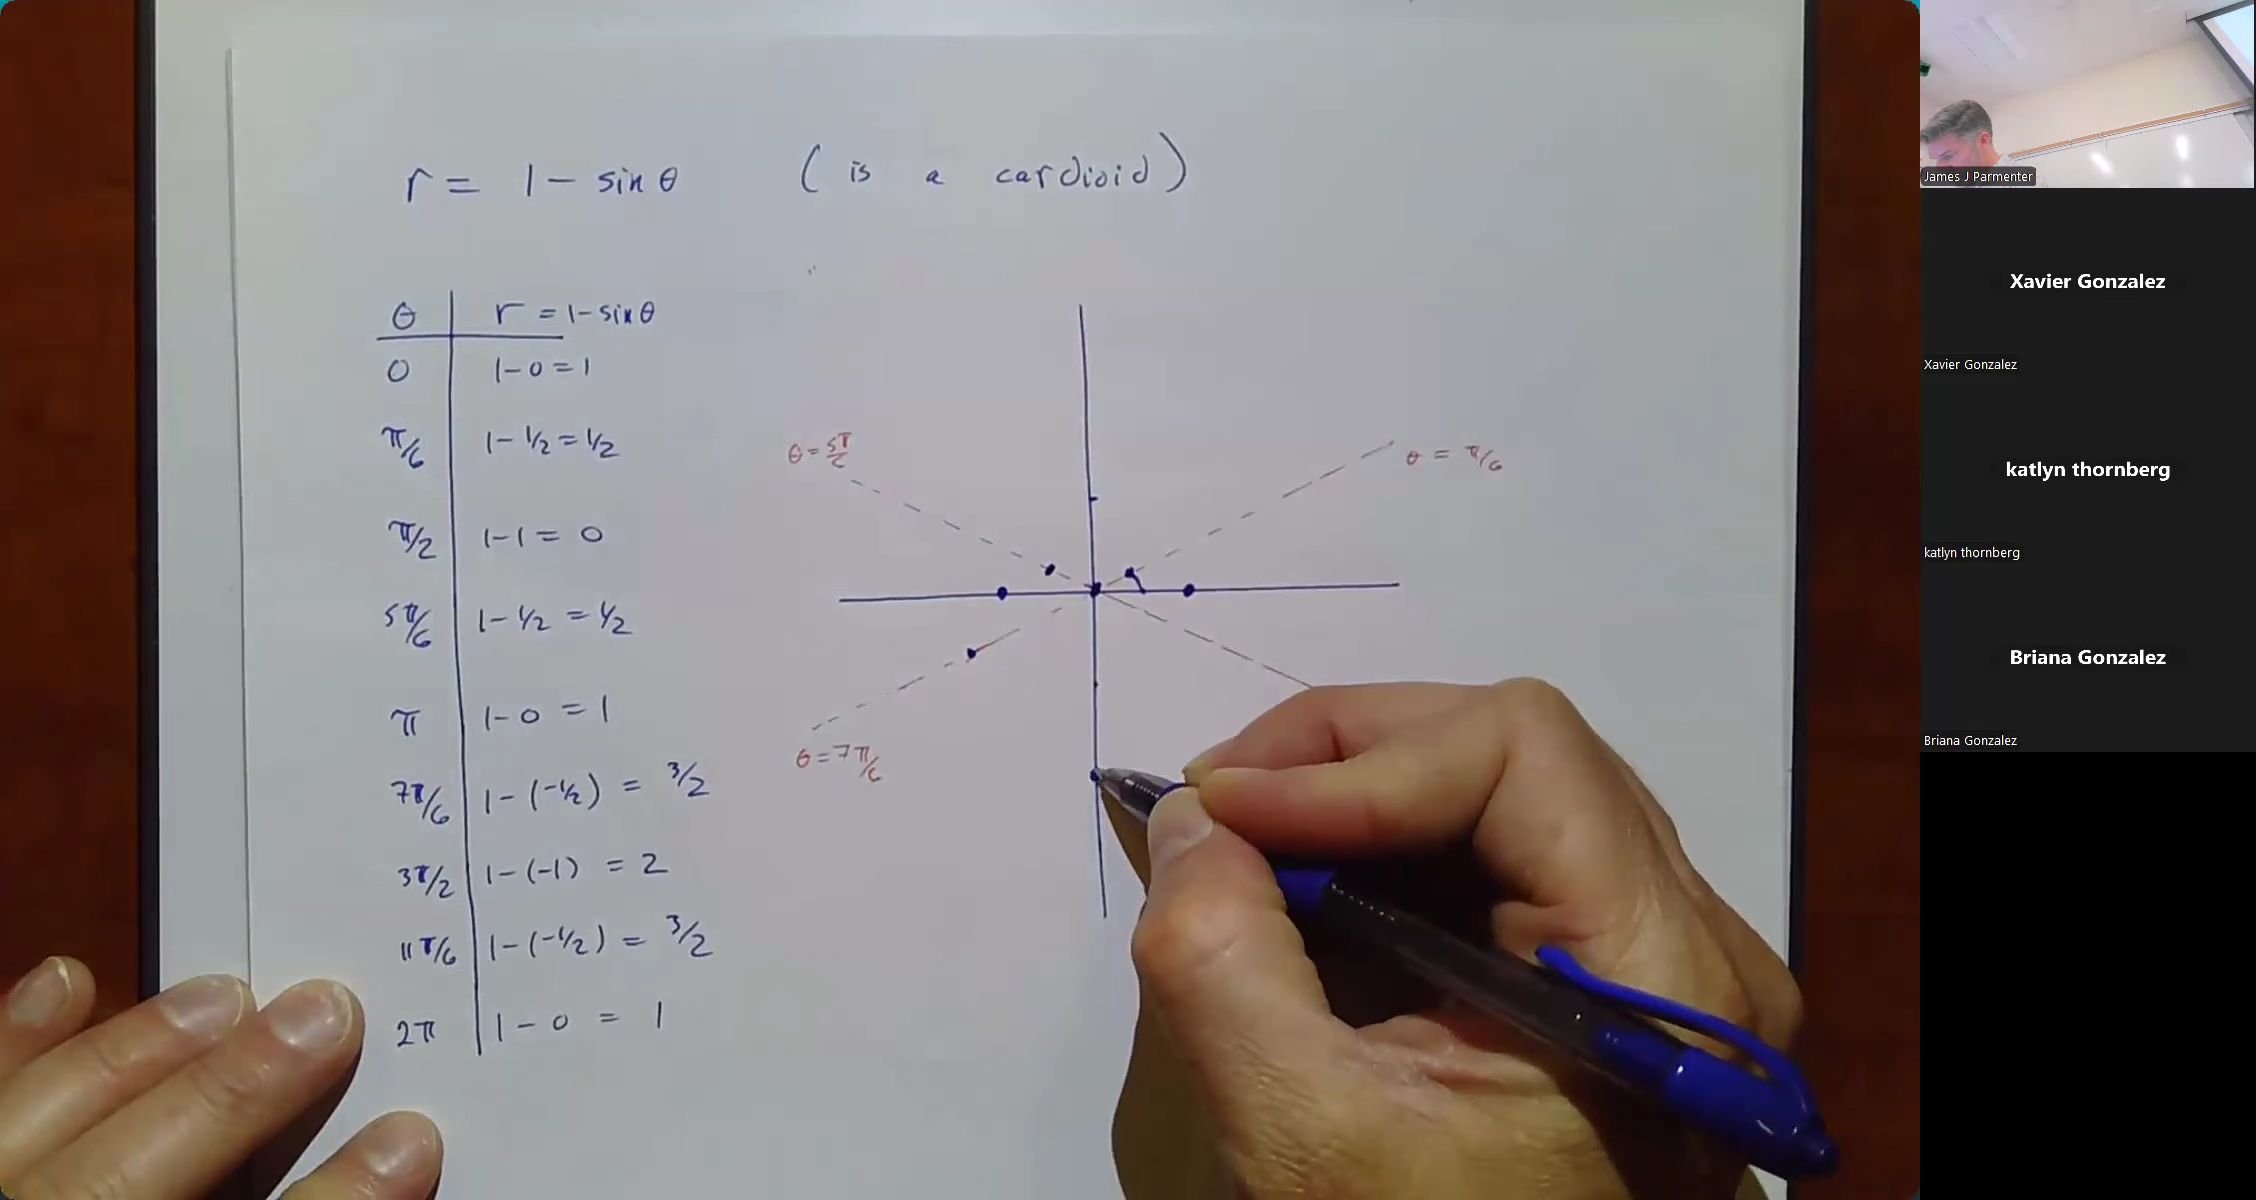 r = 1 - sin θ (is a cardioid)
θ r = 1 - sin θ
0 1 - 0 = 1
π/6 1 - 1/2 = 1/2
π/2 1 - 1 = 0
5π/6 1 - 1/2 = 1/2
π 1 - 0 = 1
7π/6 1 - (-1/2) = 3/2
3π/2 1 - (-1) = 2
11π/6 1 - (-1/2) = 3/2
2π 1 - 0 = 1
θ = 5π/6
θ = π/6
θ = 7π/6
James J Parmenter
Xavier Gonzalez
Xavier Gonzalez
katlyn thornberg
katlyn thornberg
Briana Gonzalez
Briana Gonzalez